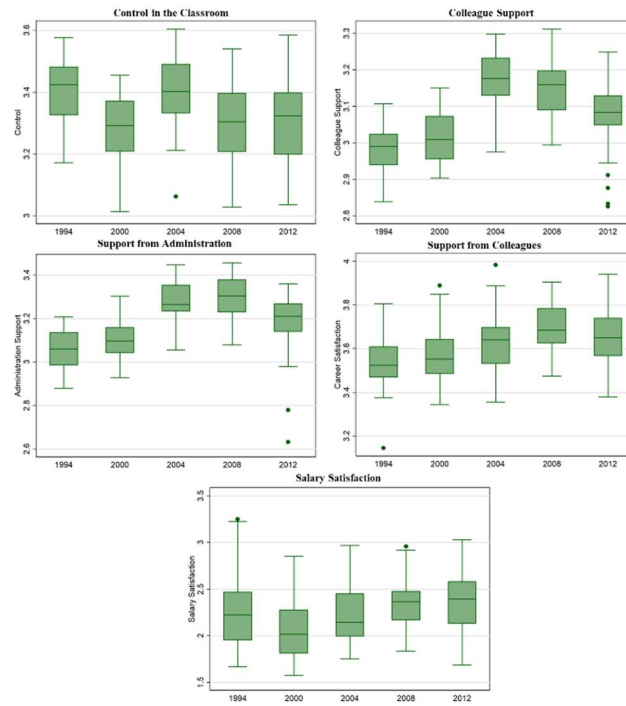 Control in the Classroom
Control
3.6
3.4
3.2
3
1994 2000 2004 2008 2012
Colleague Support
Colleague Support
3.3
3.2
3.1
3
2.9
2.8
1994 2000 2004 2008 2012
Support from Administration
Administration Support
3.4
3.2
3
2.8
2.6
1994 2000 2004 2008 2012
Support from Colleagues
Career Satisfaction
4
3.8
3.6
3.4
3.2
1994 2000 2004 2008 2012
Salary Satisfaction
Salary Satisfaction
3.5
3
2.5
2
1.5
1994 2000 2004 2008 2012